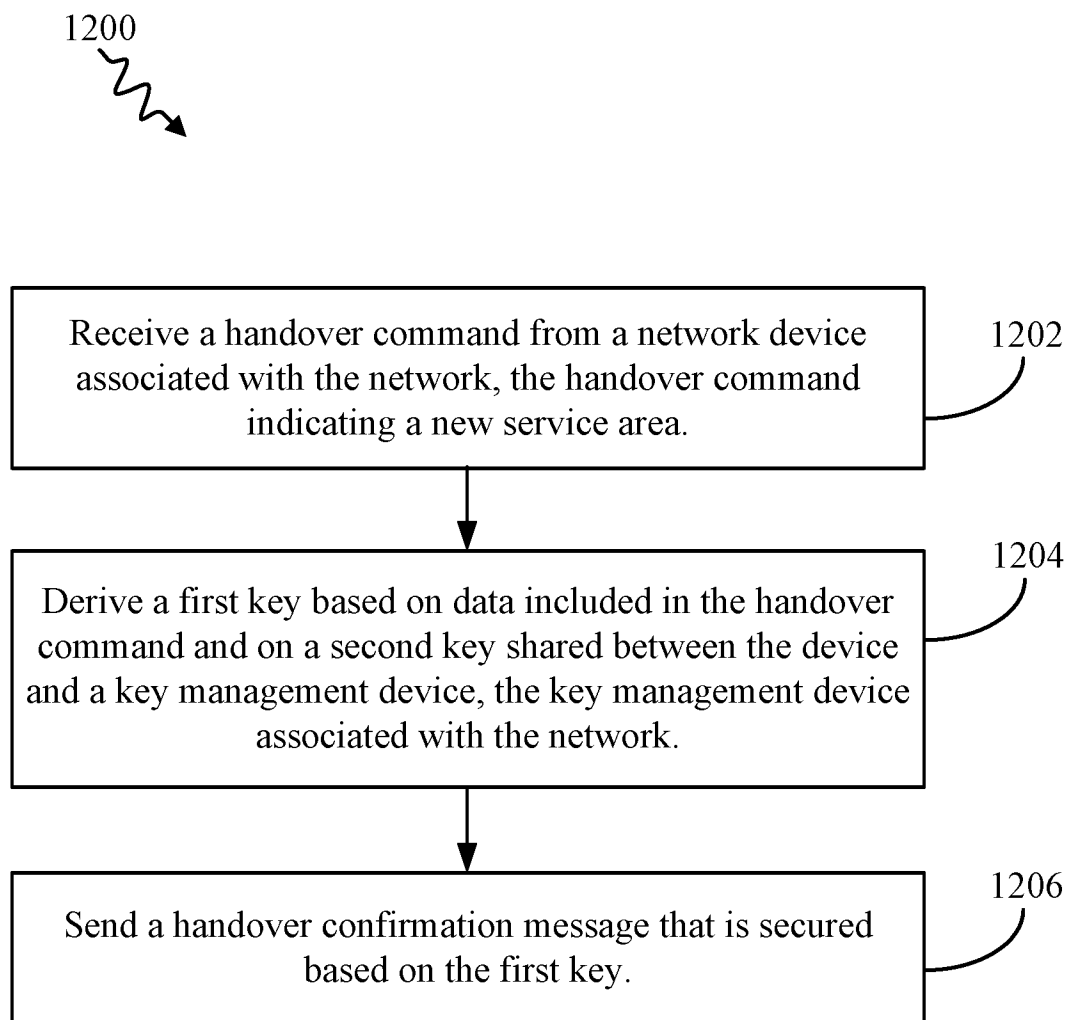 1200
Receive a handover command from a network device
associated with the network, the handover command
indicating a new service area.
1202
Derive a first key based on data included in the handover
command and on a second key shared between the device
and a key management device, the key management device
associated with the network.
1204
Send a handover confirmation message that is secured
based on the first key.
1206